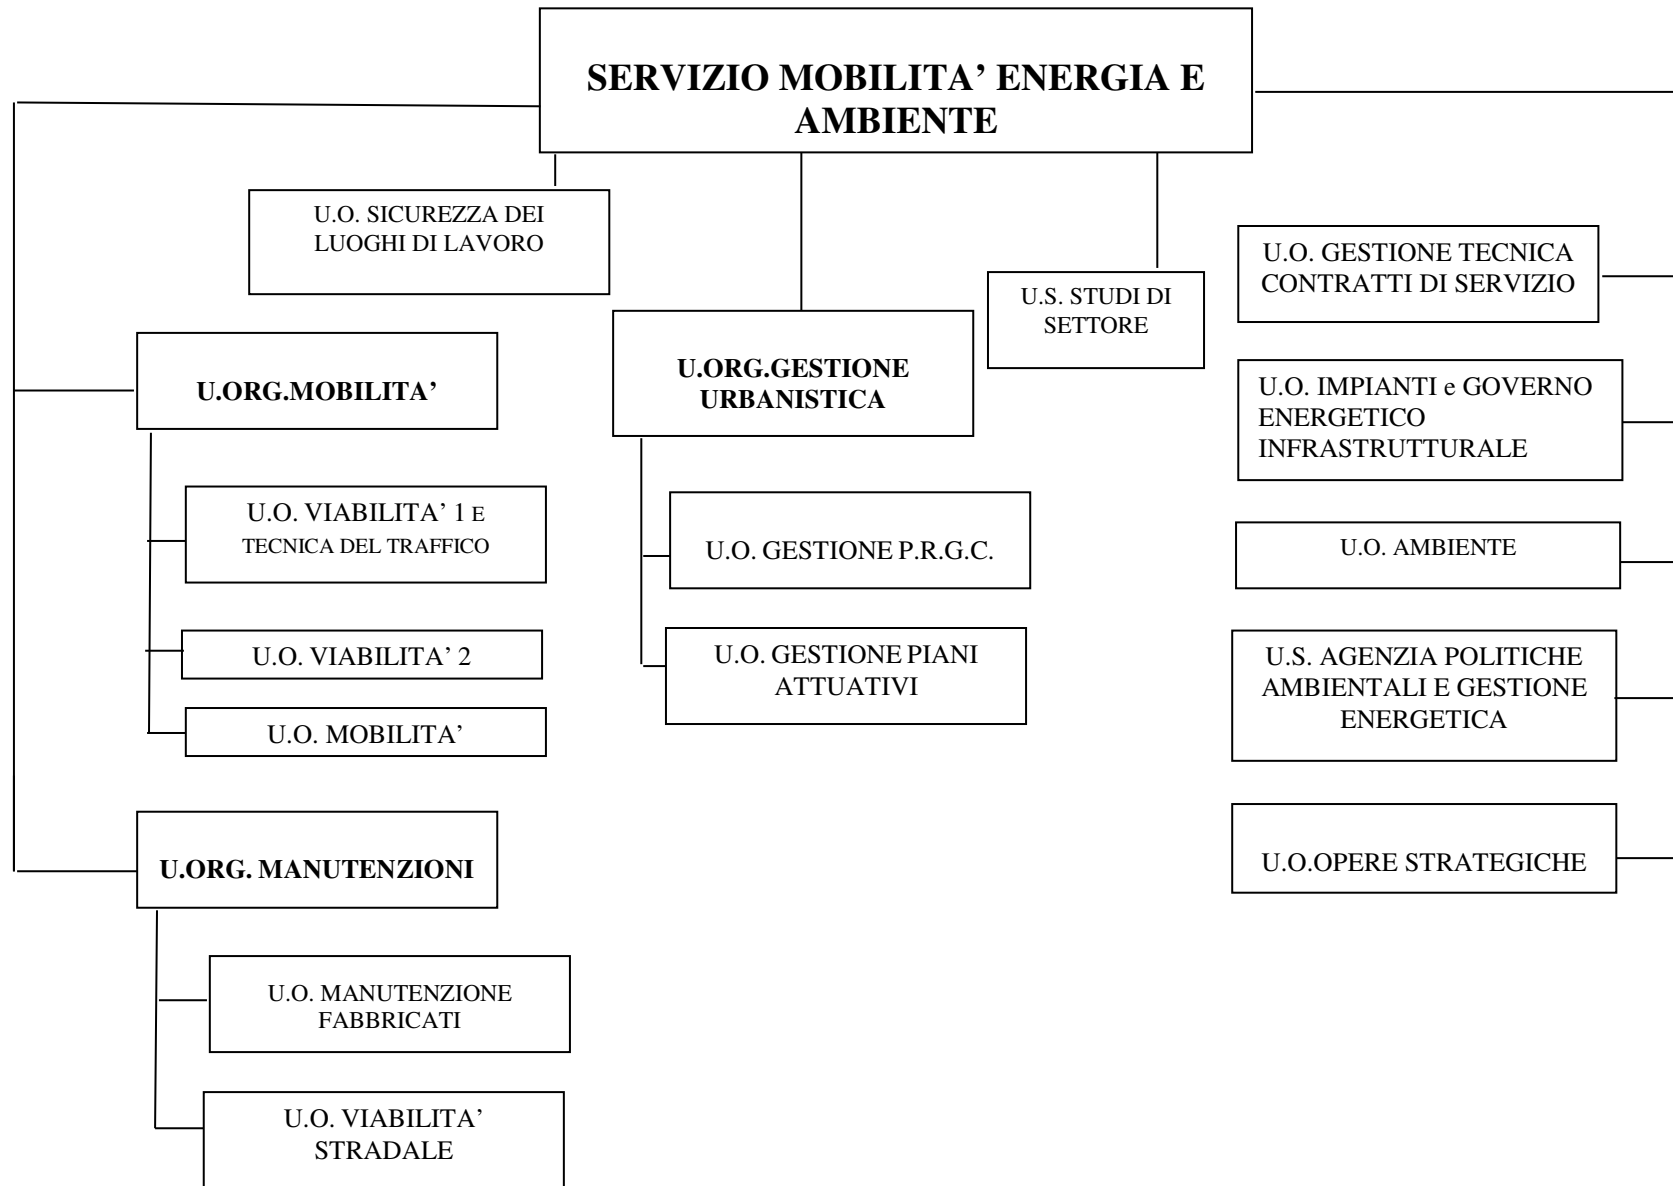 SERVIZIO MOBILITA’ ENERGIA E
AMBIENTE
U.O. SICUREZZA DEI
LUOGHI DI LAVORO
U.O. GESTIONE TECNICA
CONTRATTI DI SERVIZIO
U.S. STUDI DI
SETTORE
U.ORG.MOBILITA’
U.ORG.GESTIONE
URBANISTICA
U.O. IMPIANTI e GOVERNO
ENERGETICO
INFRASTRUTTURALE
U.O. VIABILITA’ 1 E
TECNICA DEL TRAFFICO
U.O. GESTIONE P.R.G.C.
U.O. AMBIENTE
U.O. VIABILITA’ 2
U.O. GESTIONE PIANI
ATTUATIVI
U.S. AGENZIA POLITICHE
AMBIENTALI E GESTIONE
ENERGETICA
U.O. MOBILITA’
U.ORG. MANUTENZIONI
U.O.OPERE STRATEGICHE
U.O. MANUTENZIONE
FABBRICATI
U.O. VIABILITA’
STRADALE